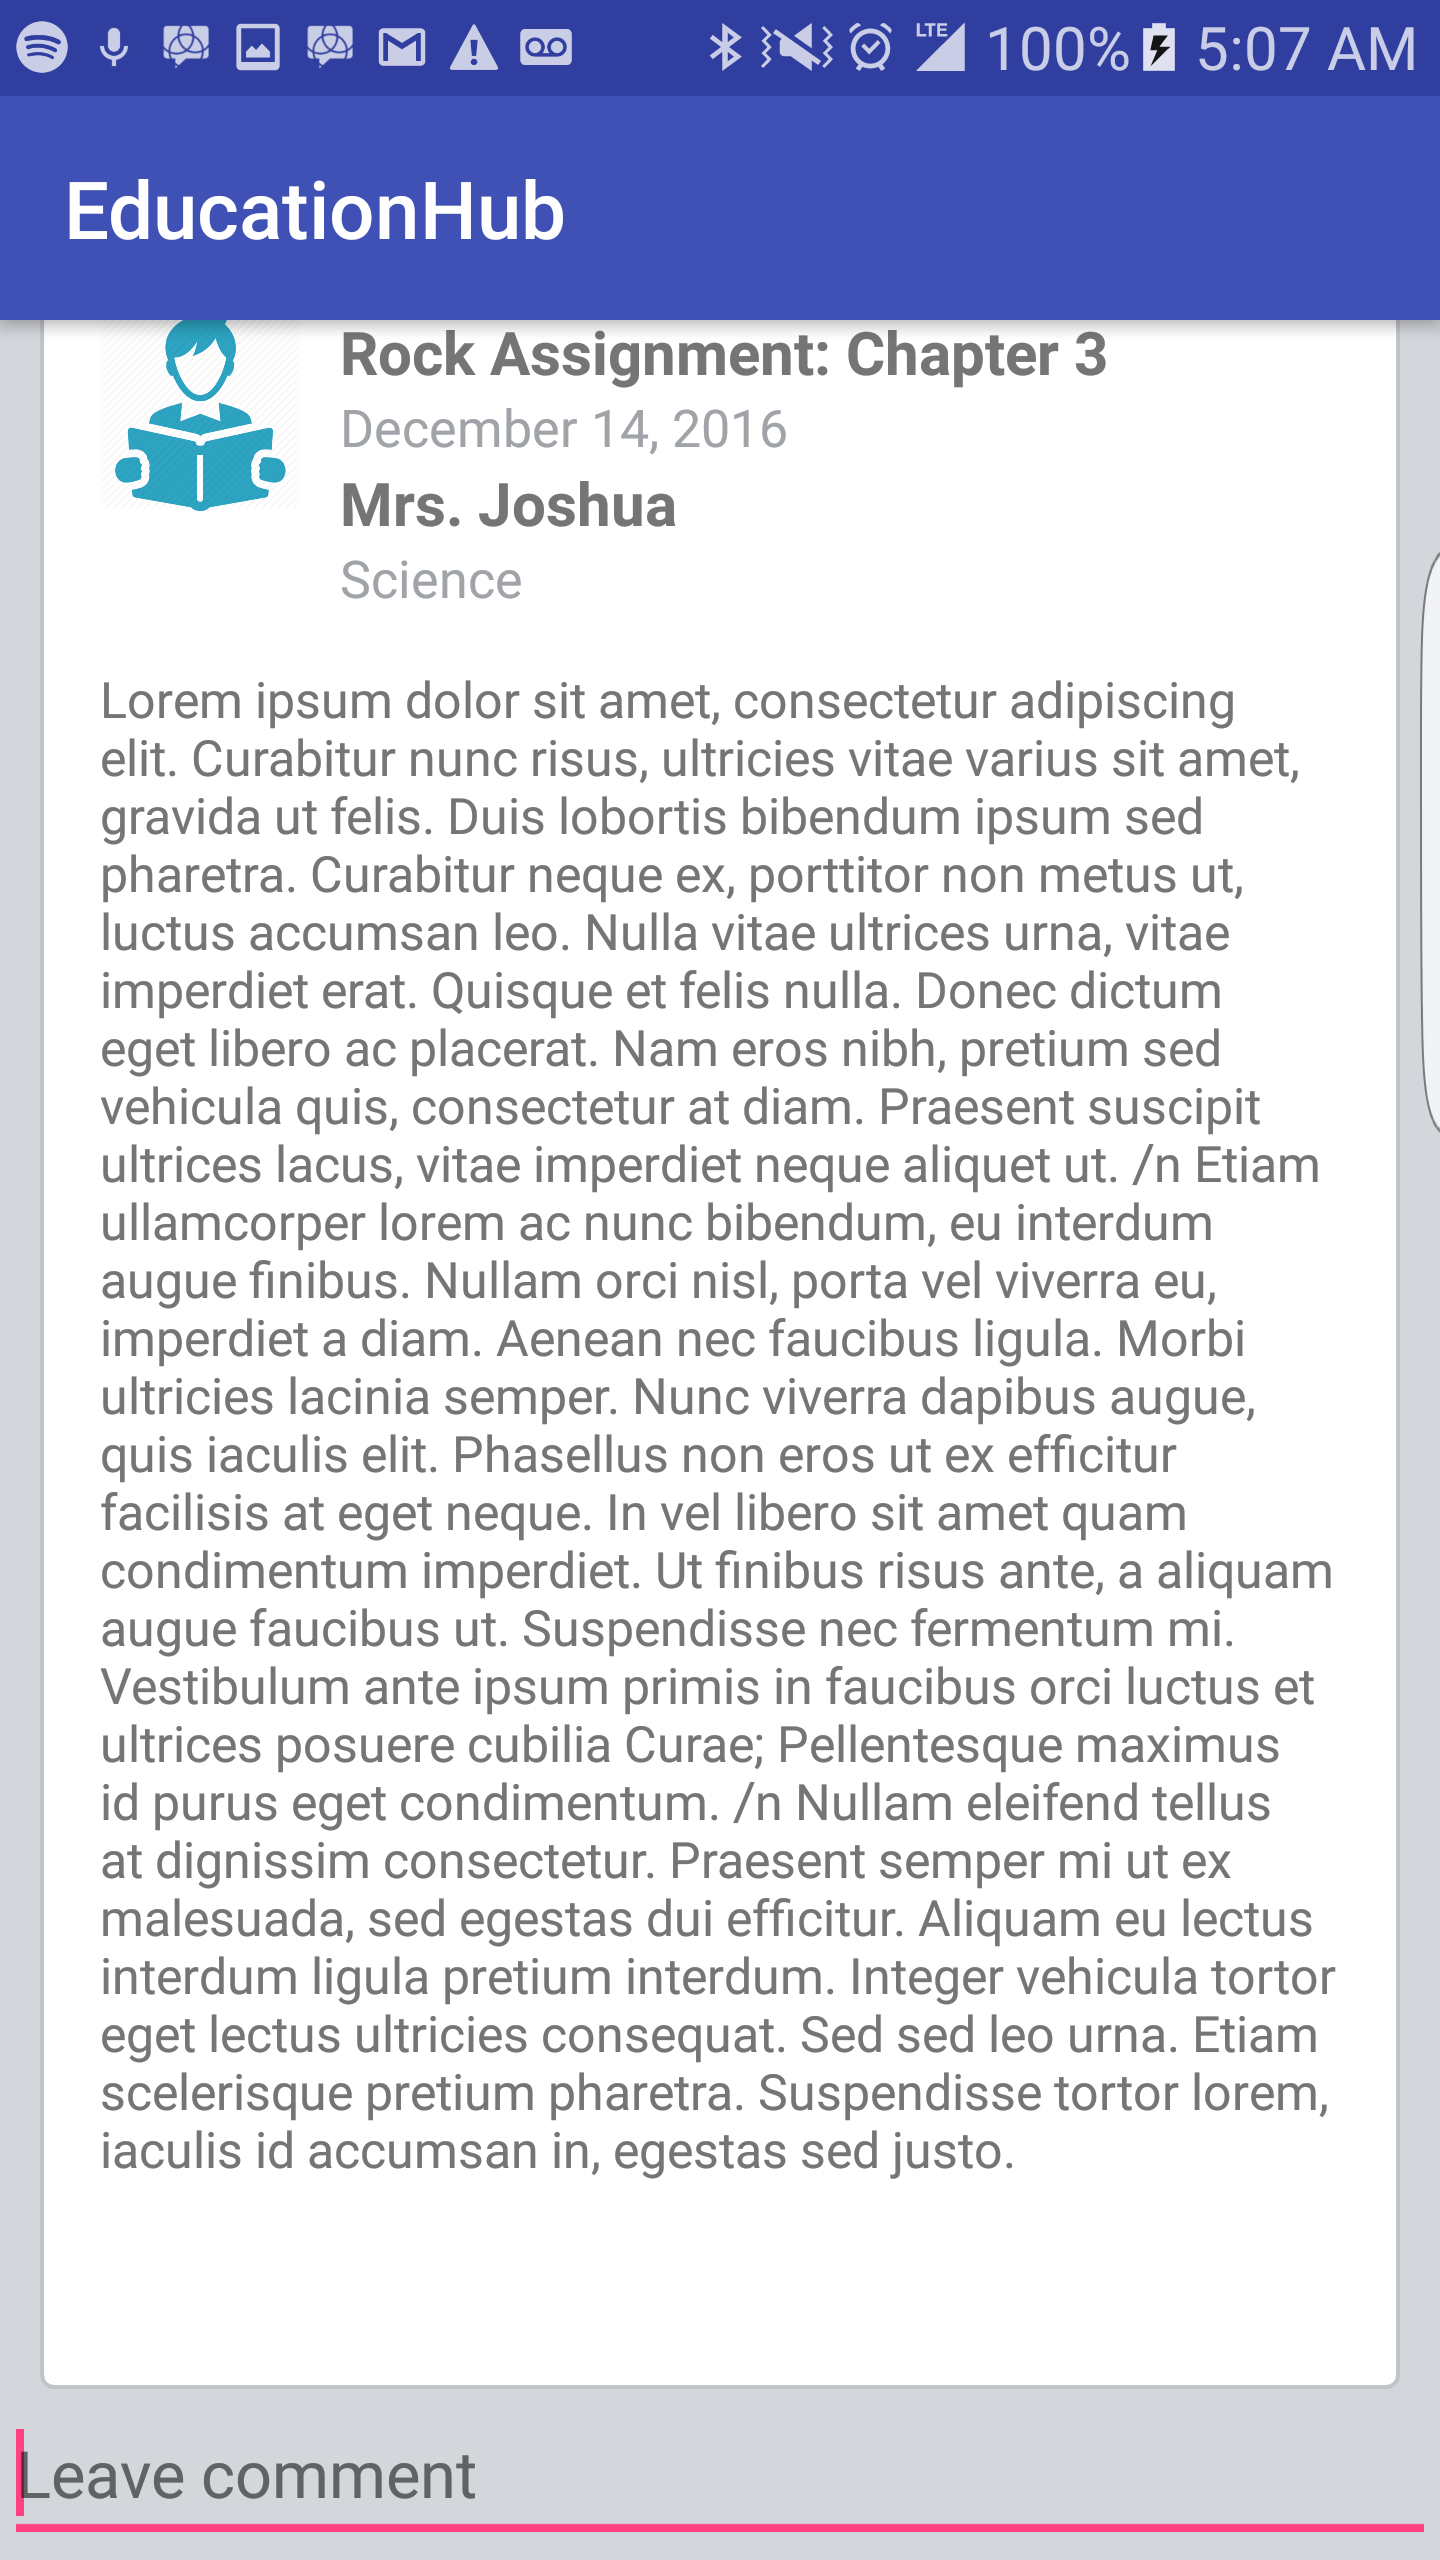 LTE 100% 5:07 AM
EducationHub
Rock Assignment: Chapter 3
December 14, 2016
Mrs. Joshua
Science
Lorem ipsum dolor sit amet, consectetur adipiscing
elit. Curabitur nunc risus, ultricies vitae varius sit amet,
gravida ut felis. Duis lobortis bibendum ipsum sed
pharetra. Curabitur neque ex, porttitor non metus ut,
luctus accumsan leo. Nulla vitae ultrices urna, vitae
imperdiet erat. Quisque et felis nulla. Donec dictum
eget libero ac placerat. Nam eros nibh, pretium sed
vehicula quis, consectetur at diam. Praesent suscipit
ultrices lacus, vitae imperdiet neque aliquet ut. /n Etiam
ullamcorper lorem ac nunc bibendum, eu interdum
augue finibus. Nullam orci nisl, porta vel viverra eu,
imperdiet a diam. Aenean nec faucibus ligula. Morbi
ultricies lacinia semper. Nunc viverra dapibus augue,
quis iaculis elit. Phasellus non eros ut ex efficitur
facilisis at eget neque. In vel libero sit amet quam
condimentum imperdiet. Ut finibus risus ante, a aliquam
augue faucibus ut. Suspendisse nec fermentum mi.
Vestibulum ante ipsum primis in faucibus orci luctus et
ultrices posuere cubilia Curae; Pellentesque maximus
id purus eget condimentum. /n Nullam eleifend tellus
at dignissim consectetur. Praesent semper mi ut ex
malesuada, sed egestas dui efficitur. Aliquam eu lectus
interdum ligula pretium interdum. Integer vehicula tortor
eget lectus ultricies consequat. Sed sed leo urna. Etiam
scelerisque pretium pharetra. Suspendisse tortor lorem,
iaculis id accumsan in, egestas sed justo.
Leave comment